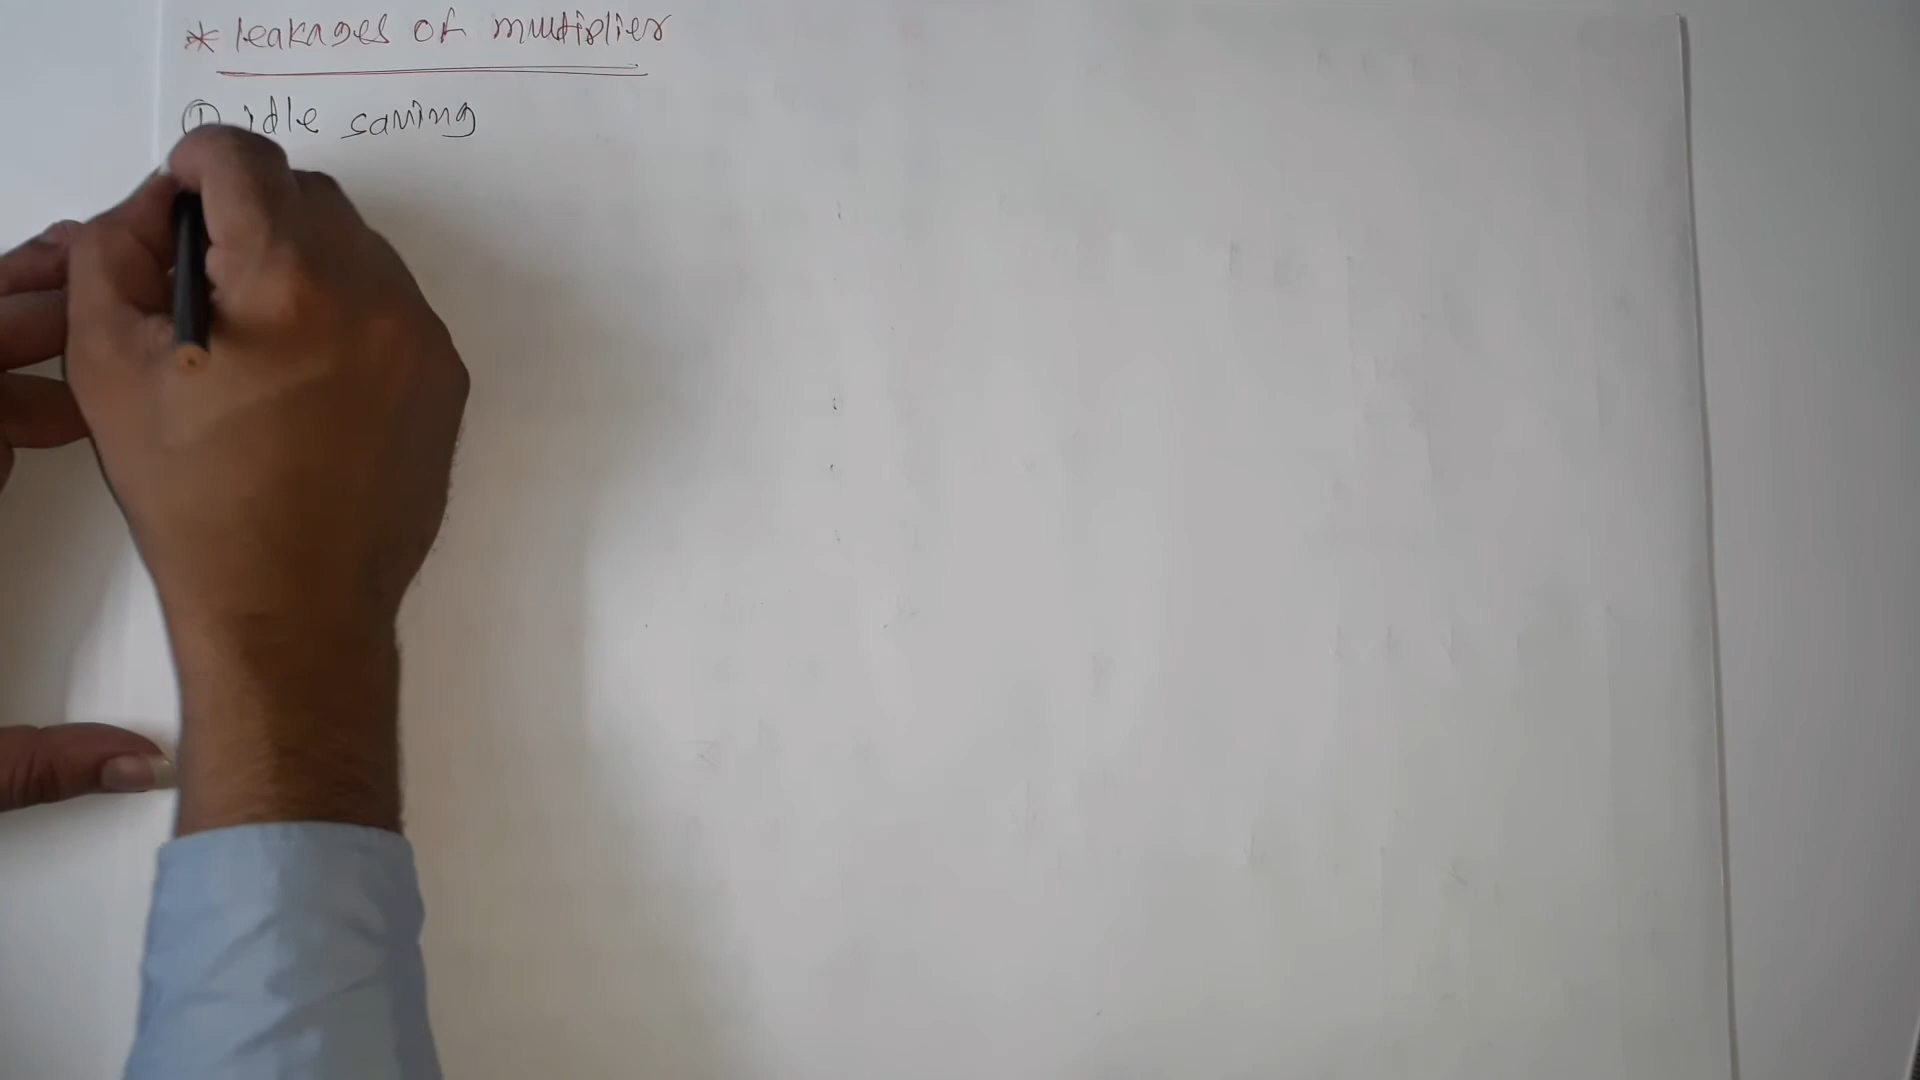 * leakages of multiplier
① idle saving